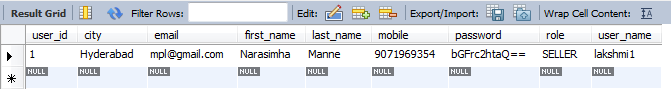 Result Grid Filter Rows: Edit: Export/Import: Wrap Cell Content: IA
user_id city email first_name last_name mobile password role user_name
1 Hyderabad mpl@gmail.com Narasimha Manne 9071969354 bGFrc2htaQ== SELLER lakshmi1
NULL NULL NULL NULL NULL NULL NULL NULL NULL